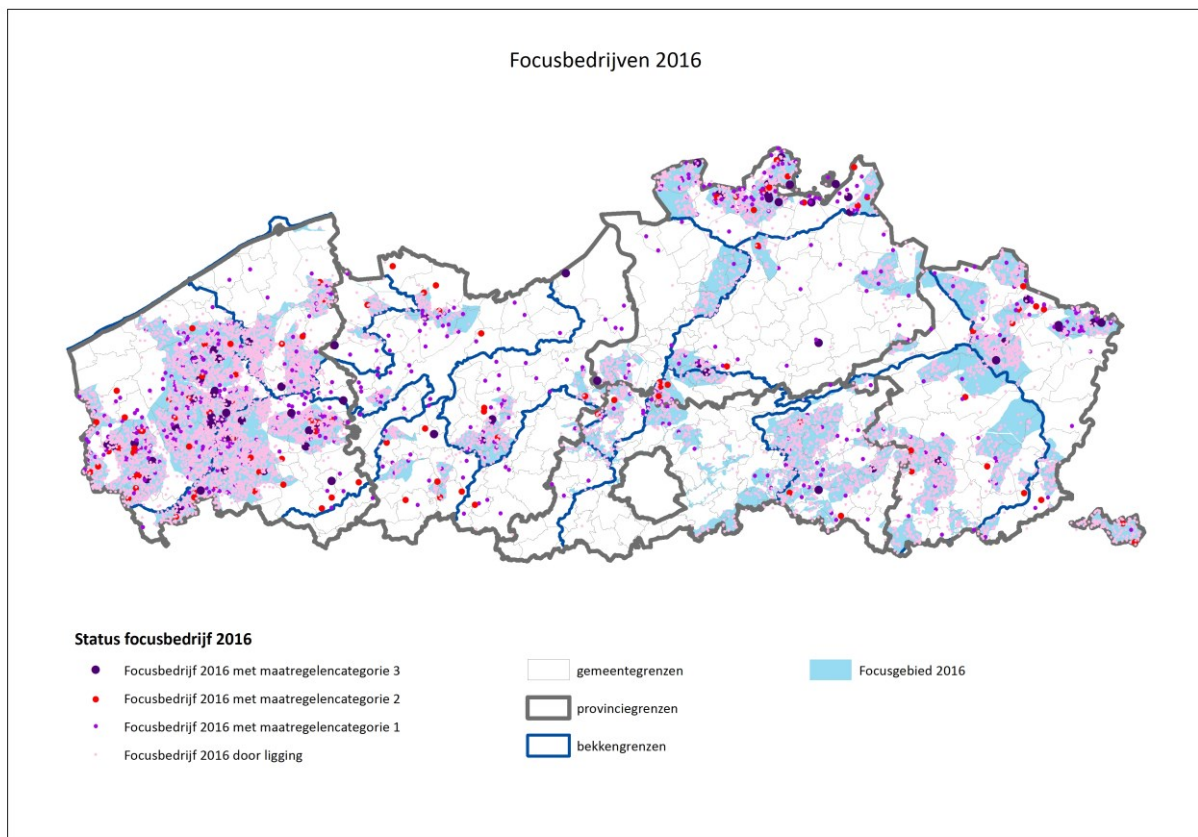 Focusbedrijven 2016
Status focusbedrijf 2016
Focusbedrijf 2016 met maatregelencategorie 3
Focusbedrijf 2016 met maatregelencategorie 2
Focusbedrijf 2016 met maatregelencategorie 1
Focusbedrijf 2016 door ligging
gemeentegrenzen
provinciegrenzen
bekkengrenzen
Focusgebied 2016